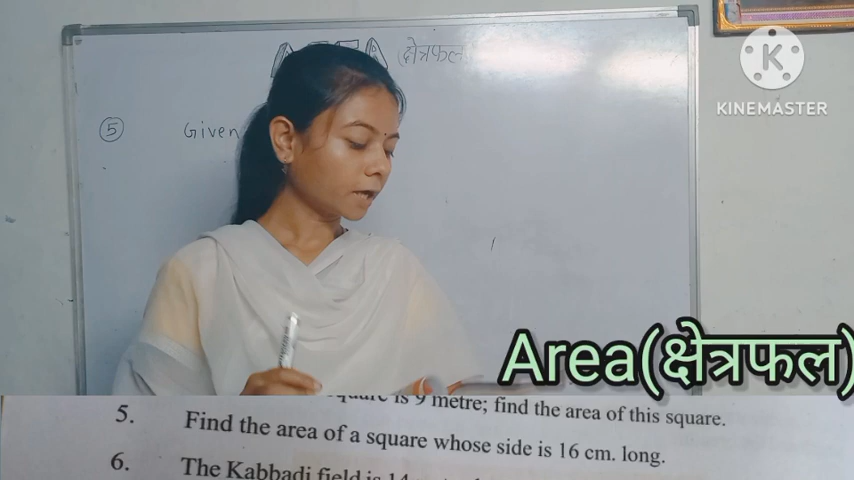 (क्षेत्रफल
KINEMASTER
5
Given
Area(क्षेत्रफल)
is 9 metre; find the area of this square.
5. Find the area of a square whose side is 16 cm. long.
6. The Kabbadi field is 14